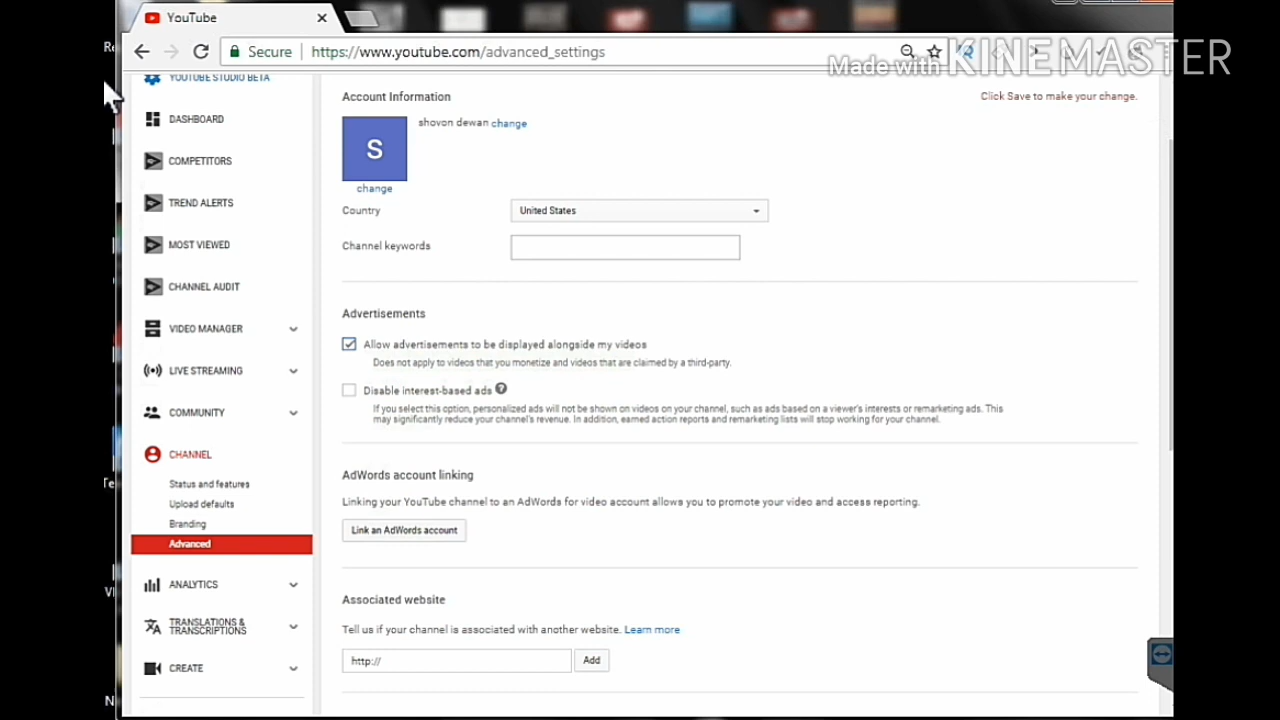 YouTube
Secure
https://www.youtube.com/advanced_settings
Made with KINEMASTER
YOUTUBE STUDIO BETA
DASHBOARD
COMPETITORS
TREND ALERTS
MOST VIEWED
CHANNEL AUDIT
VIDEO MANAGER
LIVE STREAMING
COMMUNITY
CHANNEL
Status and features
Upload defaults
Branding
Advanced
ANALYTICS
TRANSLATIONS &
TRANSCRIPTIONS
CREATE
Account Information
Click Save to make your change.
S
shovon dewan change
change
Country
United States
Channel keywords
Advertisements
Allow advertisements to be displayed alongside my videos
Does not apply to videos that you monetize and videos that are claimed by a third-party.
Disable interest-based ads ?
If you select this option, personalized ads will not be shown on videos on your channel, such as ads based on a viewer's interests or remarketing ads. This
may significantly reduce your channel's revenue. In addition, earned action reports and remarketing lists will stop working for your channel.
AdWords account linking
Linking your YouTube channel to an AdWords for video account allows you to promote your video and access reporting.
Link an AdWords account
Associated website
Tell us if your channel is associated with another website. Learn more
http://
Add